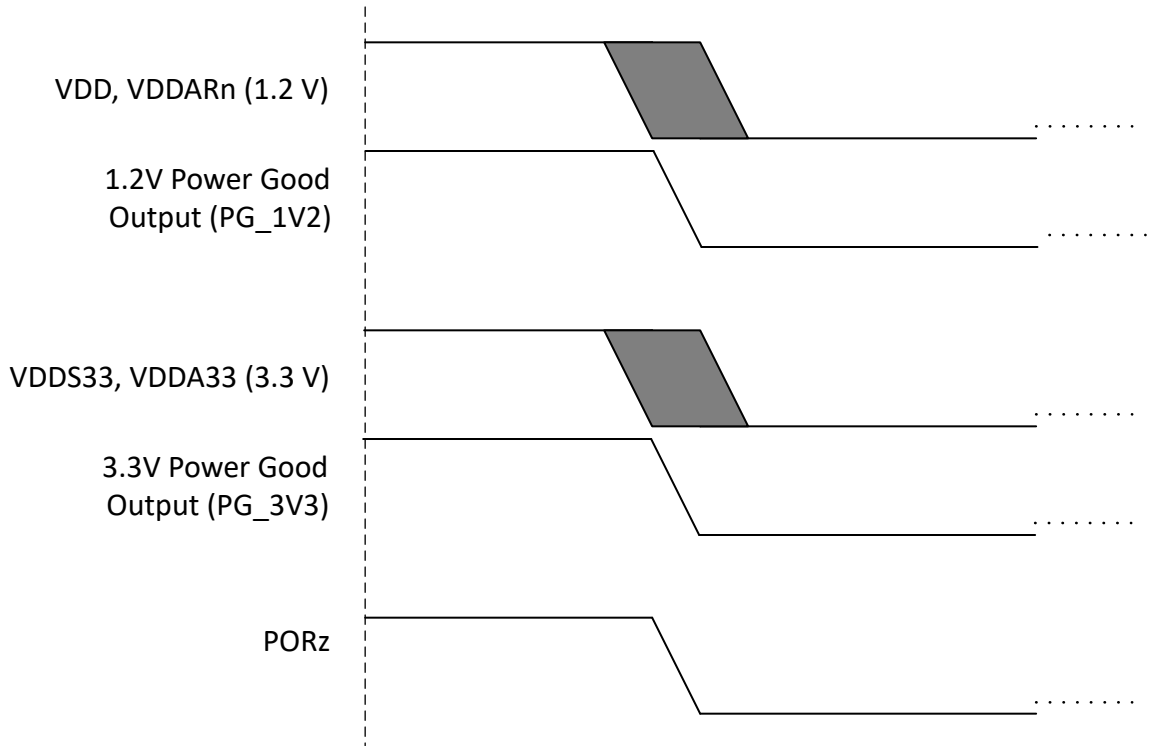 VDD, VDDARn (1.2 V)
1.2V Power Good
Output (PG_1V2)
VDDS33, VDDA33 (3.3 V)
3.3V Power Good
Output (PG_3V3)
PORz